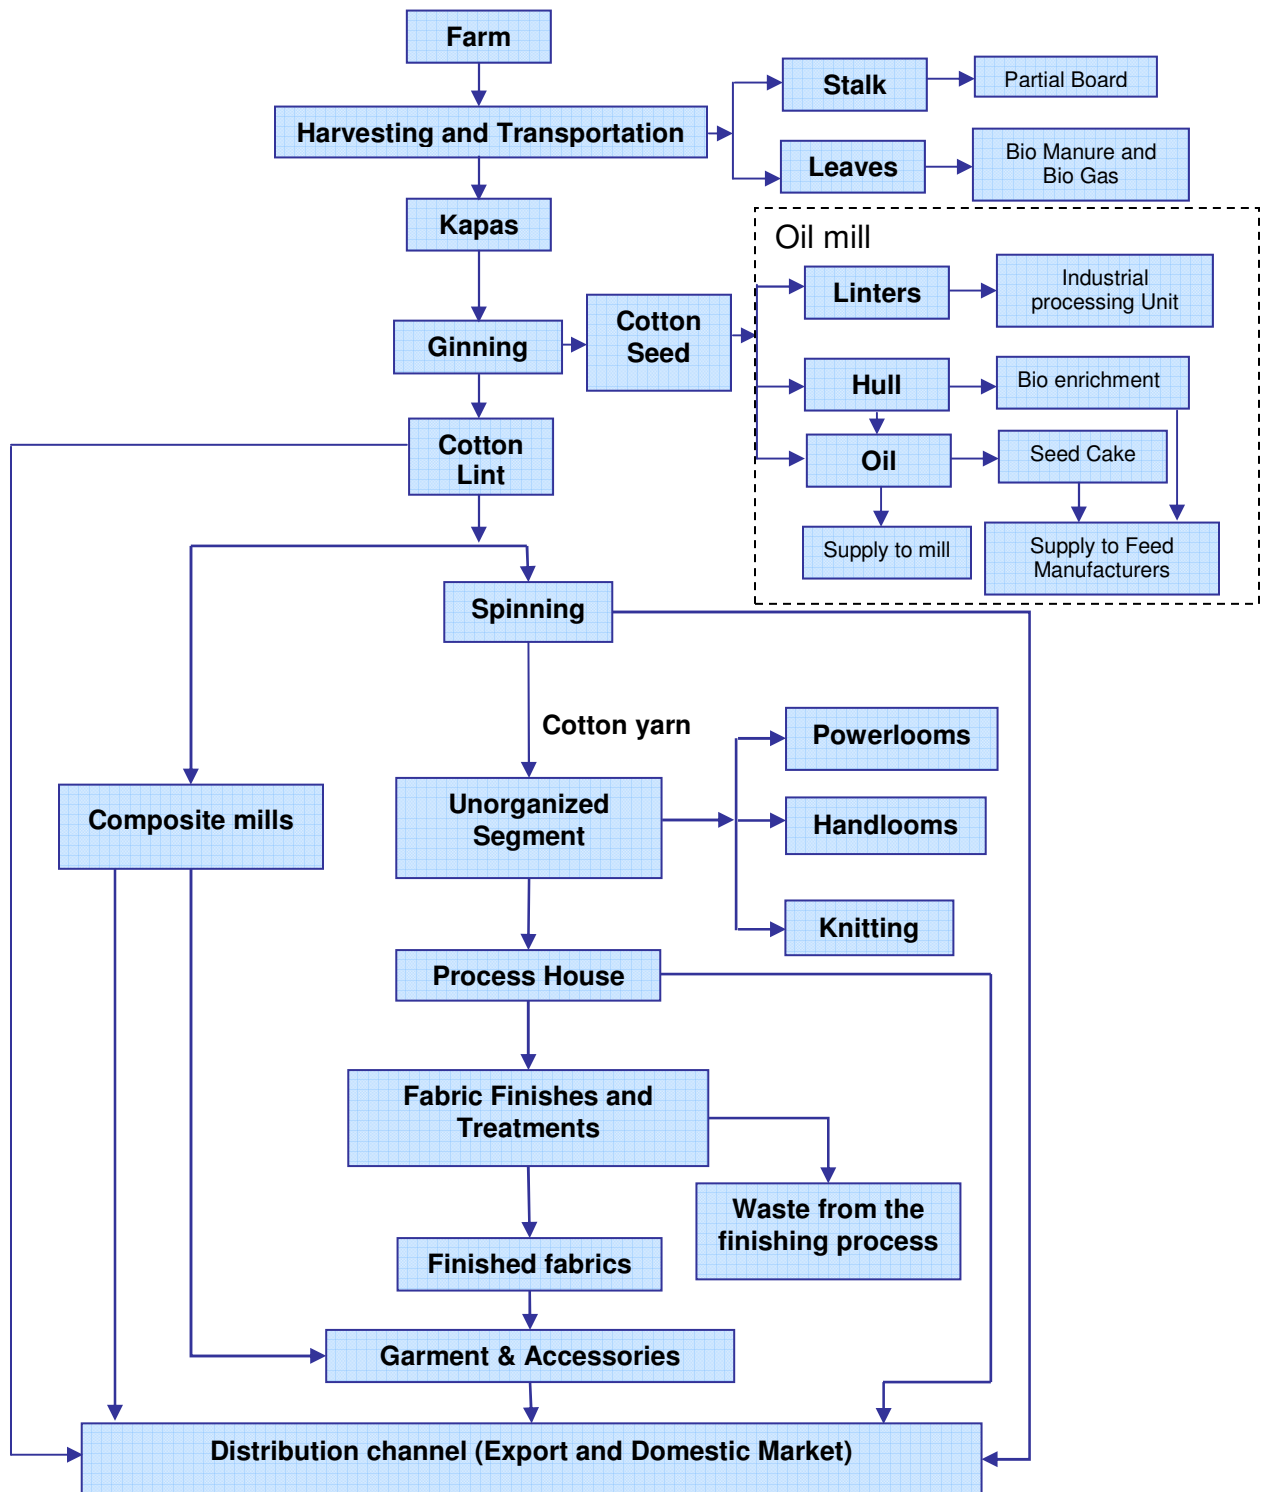 Farm
Harvesting and Transportation
Stalk
Partial Board
Leaves
Bio Manure and
Bio Gas
Kapas
Oil mill
Linters
Industrial
processing Unit
Ginning
Cotton
Seed
Hull
Bio enrichment
Cotton
Lint
Oil
Seed Cake
Supply to mill
Supply to Feed
Manufacturers
Spinning
Cotton yarn
Powerlooms
Composite mills
Unorganized
Segment
Handlooms
Knitting
Process House
Fabric Finishes and
Treatments
Waste from the
finishing process
Finished fabrics
Garment & Accessories
Distribution channel (Export and Domestic Market)